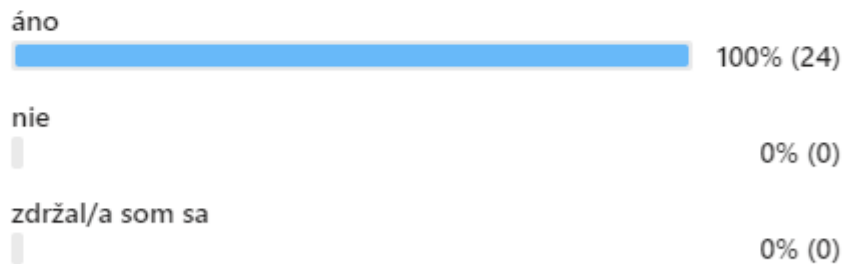 áno
100% (24)
nie
0% (0)
zdržal/a som sa
0% (0)